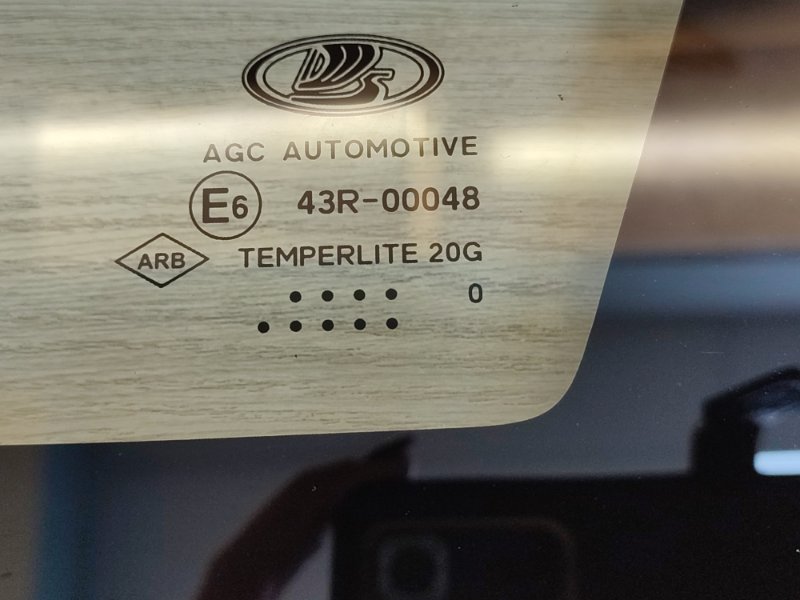 AGC AUTOMOTIVE
E6 43R-00048
ARB TEMPERLITE 20G
0